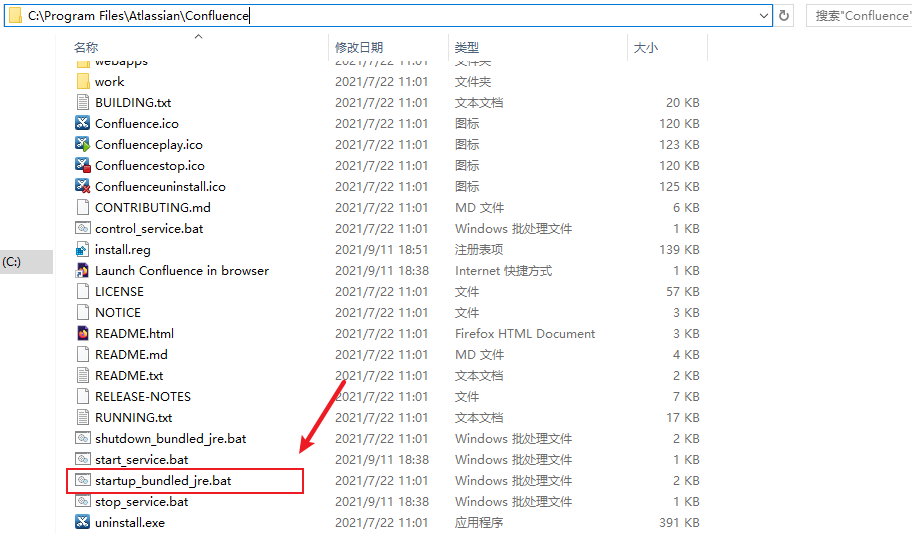 C:\Program Files\Atlassian\Confluence 搜索"Confluence"
名称 修改日期 类型 大小
webapps 2021/7/22 11:01 文件夹
work 2021/7/22 11:01 文件夹
BUILDING.txt 2021/7/22 11:01 文本文档 20 KB
Confluence.ico 2021/7/22 11:01 图标 120 KB
Confluenceplay.ico 2021/7/22 11:01 图标 123 KB
Confluencestop.ico 2021/7/22 11:01 图标 120 KB
Confluenceuninstall.ico 2021/7/22 11:01 图标 125 KB
CONTRIBUTING.md 2021/7/22 11:01 MD 文件 6 KB
control_service.bat 2021/7/22 11:01 Windows 批处理文件 1 KB
install.reg 2021/9/11 18:51 注册表项 139 KB
(C:) Launch Confluence in browser 2021/9/11 18:38 Internet 快捷方式 1 KB
LICENSE 2021/7/22 11:01 文件 57 KB
NOTICE 2021/7/22 11:01 文件 3 KB
README.html 2021/7/22 11:01 Firefox HTML Document 3 KB
README.md 2021/7/22 11:01 MD 文件 4 KB
README.txt 2021/7/22 11:01 文本文档 2 KB
RELEASE-NOTES 2021/7/22 11:01 文件 7 KB
RUNNING.txt 2021/7/22 11:01 文本文档 17 KB
shutdown_bundled_jre.bat 2021/7/22 11:01 Windows 批处理文件 2 KB
start_service.bat 2021/9/11 18:38 Windows 批处理文件 1 KB
startup_bundled_jre.bat 2021/7/22 11:01 Windows 批处理文件 2 KB
stop_service.bat 2021/9/11 18:38 Windows 批处理文件 1 KB
uninstall.exe 2021/7/22 11:01 应用程序 391 KB